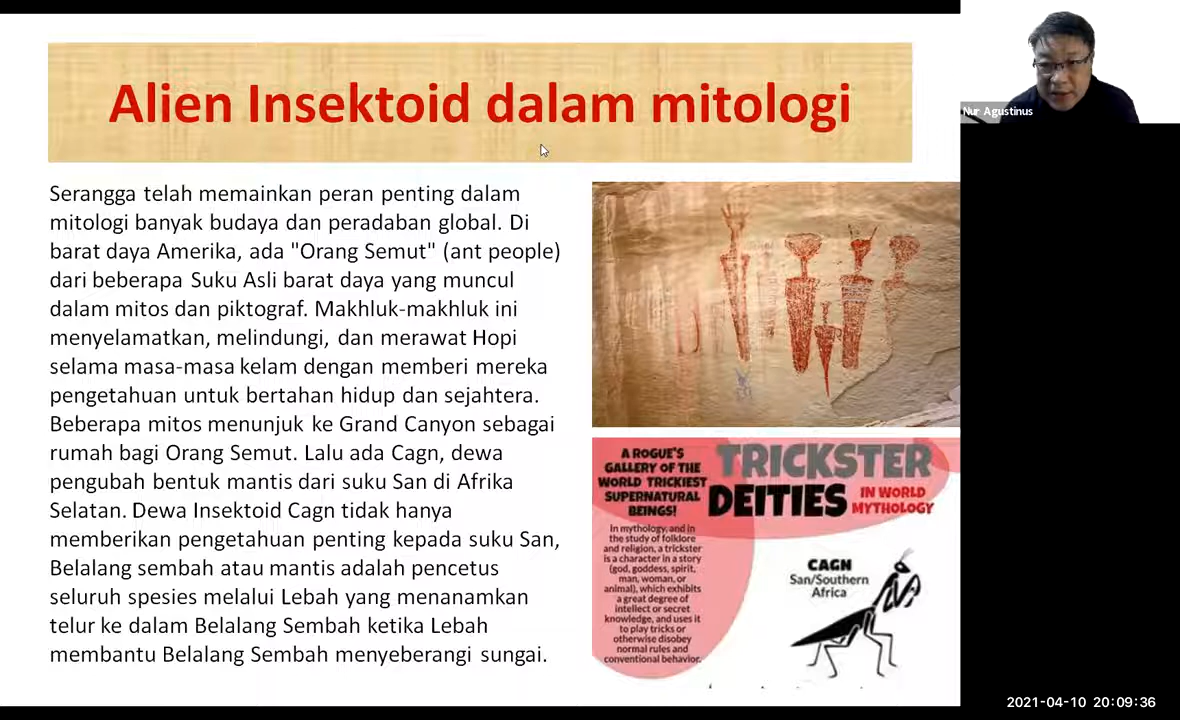 Alien Insektoid dalam mitologi
Nur Agustinus
Serangga telah memainkan peran penting dalam
mitologi banyak budaya dan peradaban global. Di
barat daya Amerika, ada "Orang Semut" (ant people)
dari beberapa Suku Asli barat daya yang muncul
dalam mitos dan piktograf. Makhluk-makhluk ini
menyelamatkan, melindungi, dan merawat Hopi
selama masa-masa kelam dengan memberi mereka
pengetahuan untuk bertahan hidup dan sejahtera.
Beberapa mitos menunjuk ke Grand Canyon sebagai
rumah bagi Orang Semut. Lalu ada Cagn, dewa
pengubah bentuk mantis dari suku San di Afrika
Selatan. Dewa Insektoid Cagn tidak hanya
memberikan pengetahuan penting kepada suku San,
Belalang sembah atau mantis adalah pencetus
seluruh spesies melalui Lebah yang menanamkan
telur ke dalam Belalang Sembah ketika Lebah
membantu Belalang Sembah menyeberangi sungai.
A ROGUE'S
GALLERY OF THE
WORLD TRICKIEST
SUPERNATURAL
BEINGS!
In mythology, and in
the study of folklore
and religion, a trickster
is a character in a story
(god, goddess, spirit,
man, woman, or
animal), which exhibits
a great degree of
intellect or secret
knowledge, and uses it
to play tricks or
otherwise disobey
normal rules and
conventional behavior.
TRICKSTER
DEITIES
IN WORLD
MYTHOLOGY
CAGN
San/Southern
Africa
2021-04-10 20:09:36